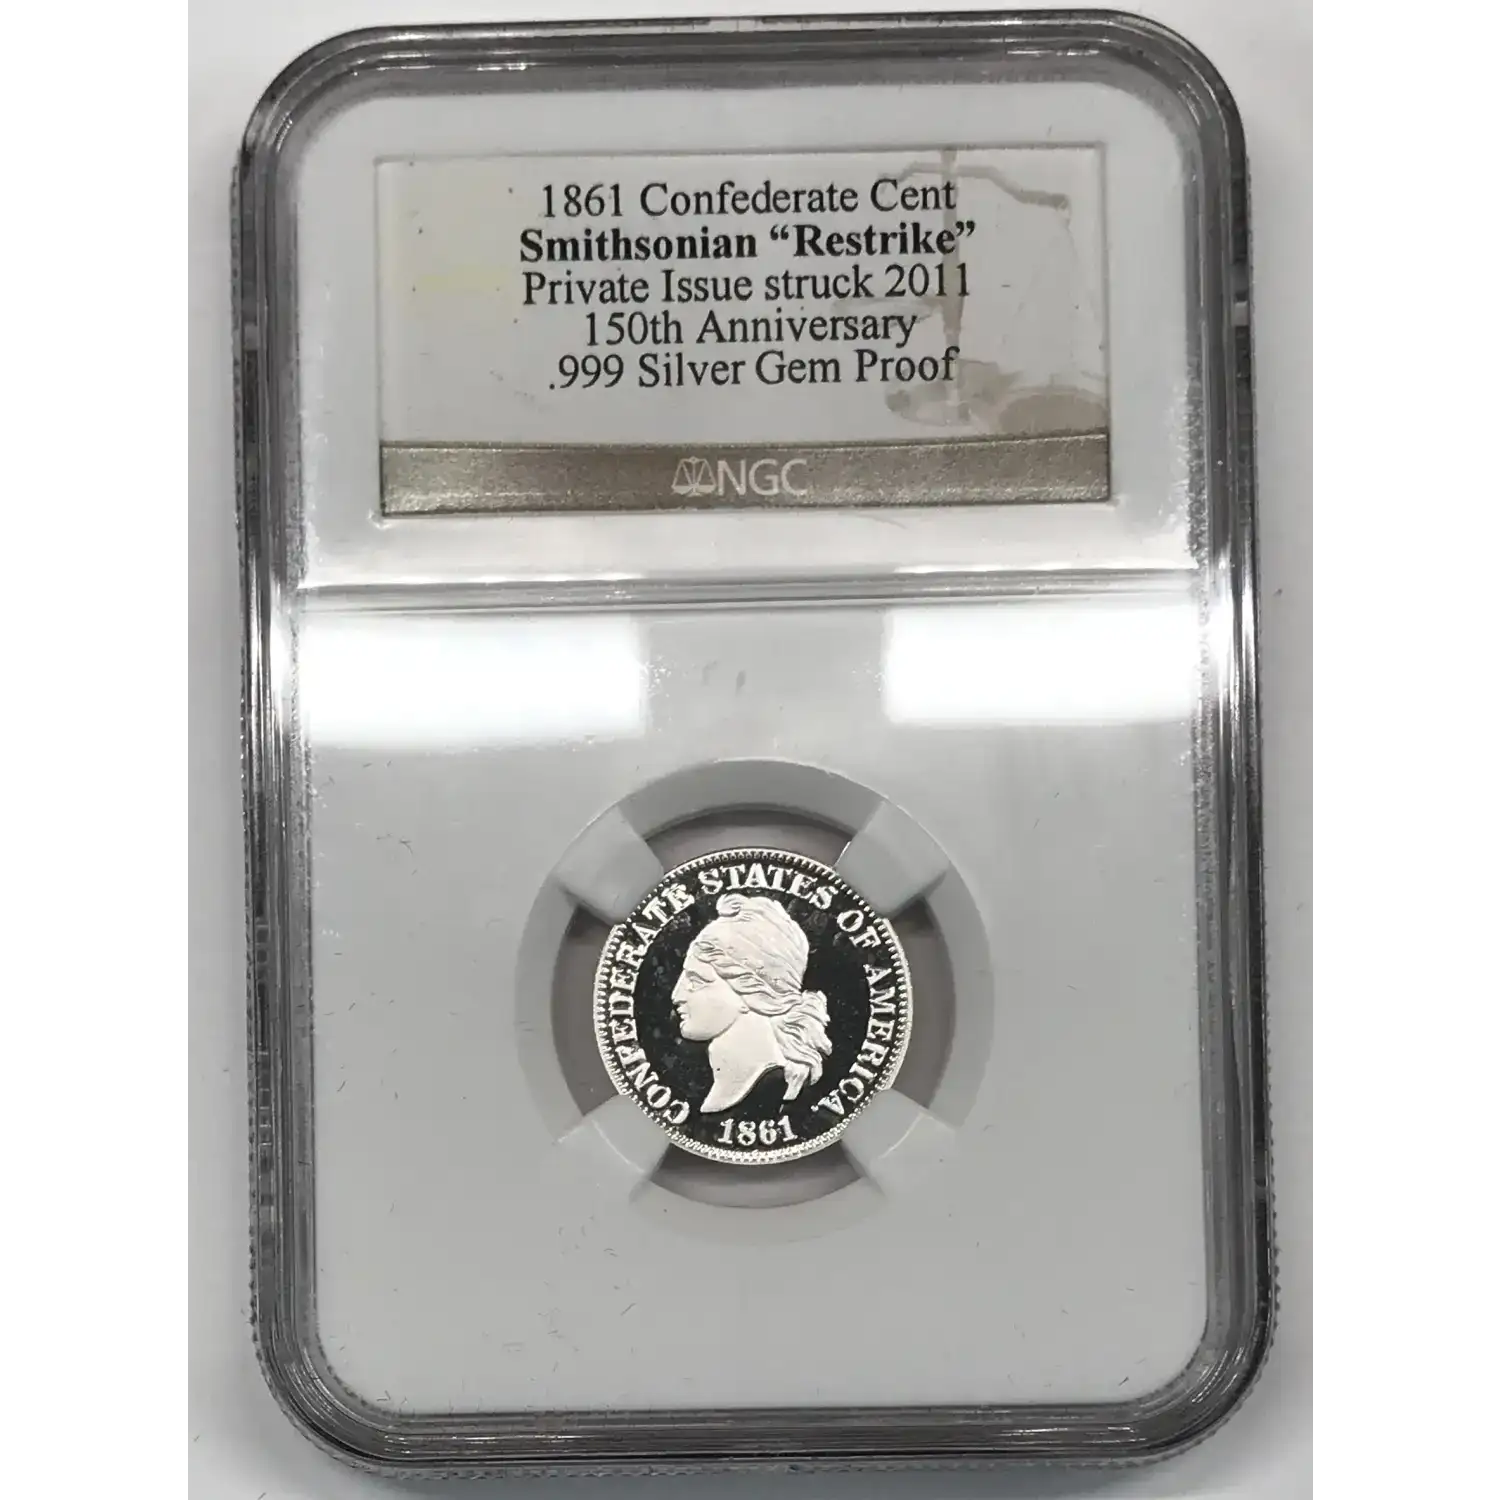 1861 Confederate Cent
Smithsonian “Restrike”
Private Issue struck 2011
150th Anniversary
.999 Silver Gem Proof
NGC
CONFEDERATE STATES OF AMERICA.
1861